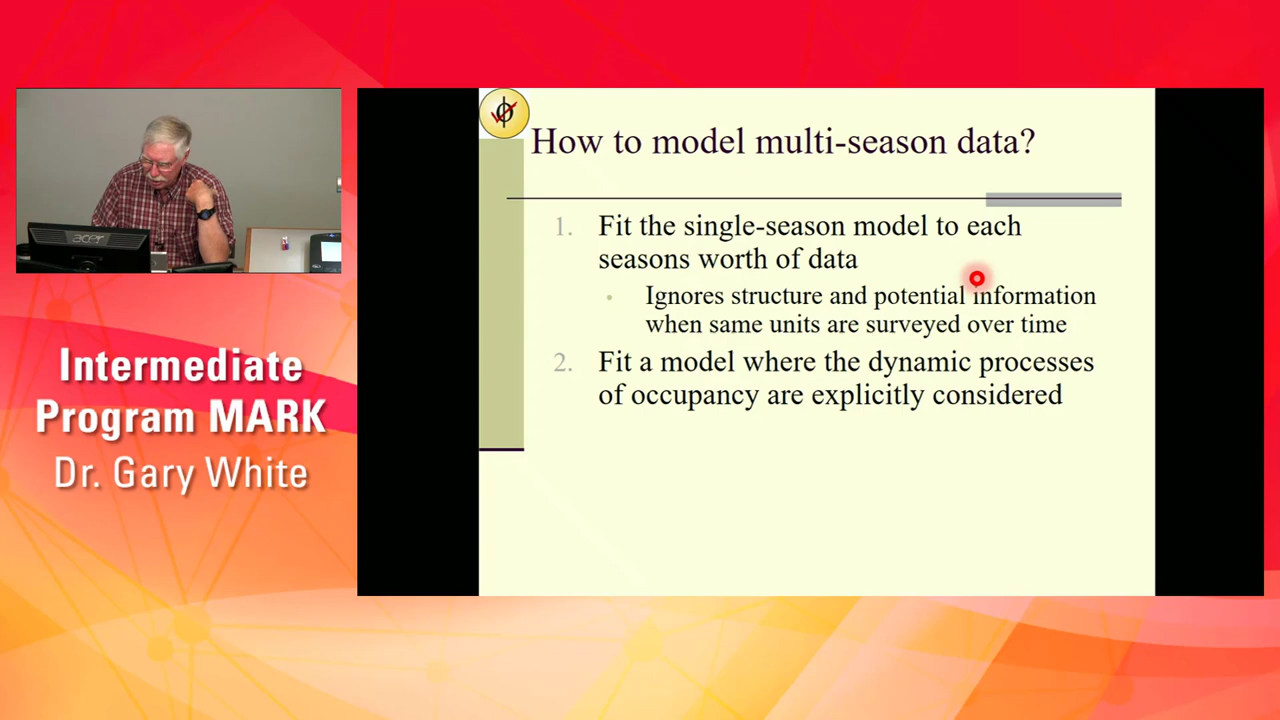 How to model multi-season data?
1. Fit the single-season model to each
seasons worth of data
• Ignores structure and potential information
when same units are surveyed over time
2. Fit a model where the dynamic processes
of occupancy are explicitly considered
acer
Intermediate
Program MARK
Dr. Gary White